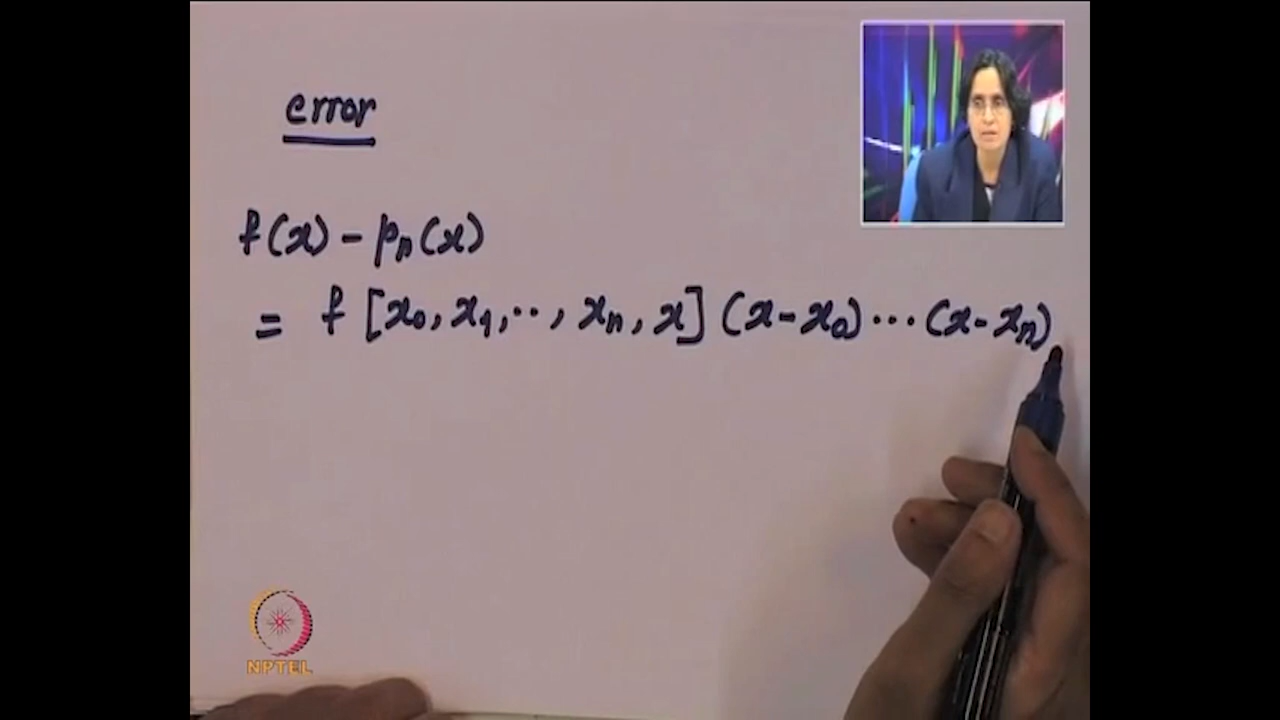 error
f(x) - pn(x)
= f [x0, x1, .., xn, x] (x - x0) ... (x - xn)
NPTEL